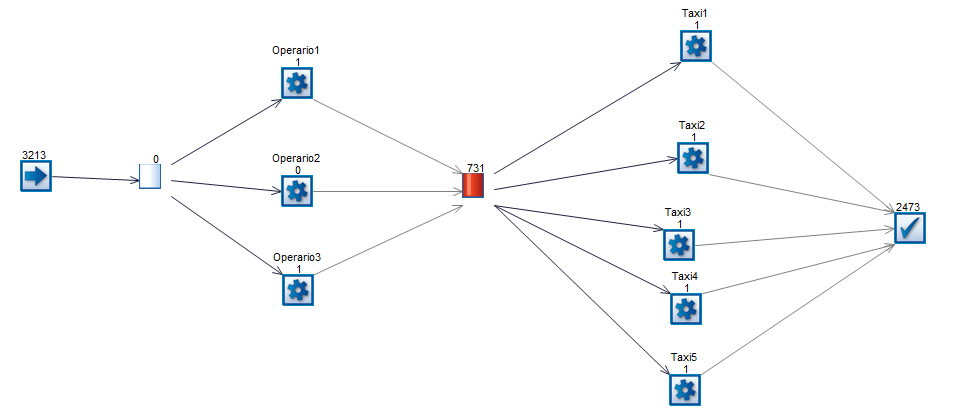 Taxi1
1
Operario1
1
Taxi2
1
3213
0
Operario2
0
731
Taxi3
1
2473
Operario3
1
Taxi4
1
Taxi5
1